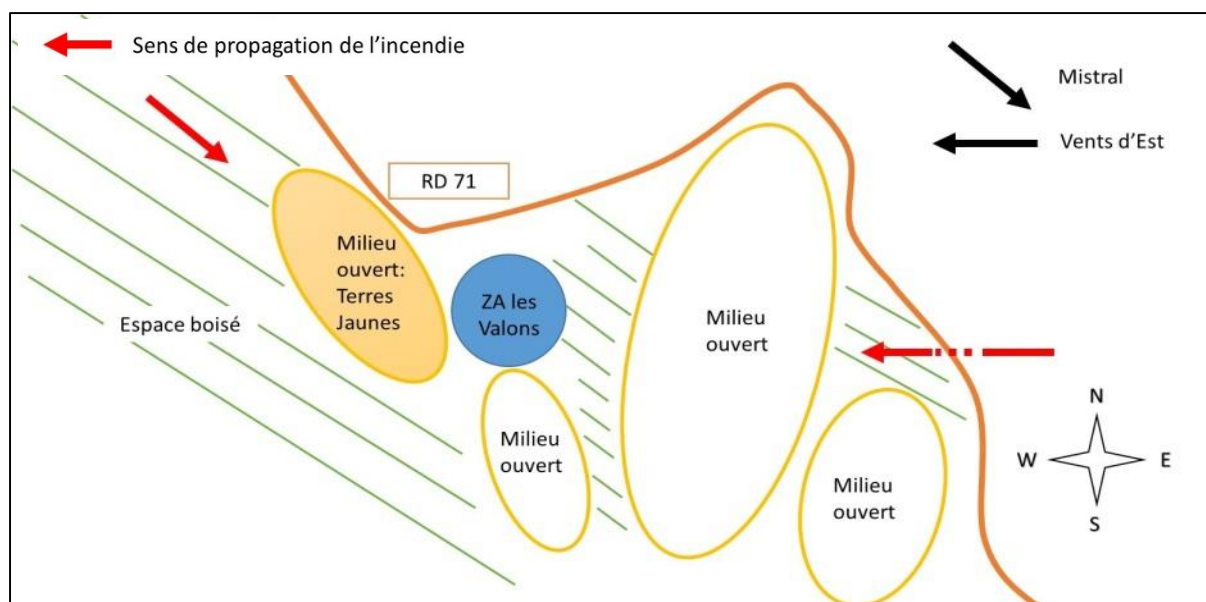 Sens de propagation de l'incendie
Mistral
Vents d'Est
RD 71
Milieu
ouvert:
Terres
Jaunes
ZA les
Valons
Espace boisé
Milieu
ouvert
Milieu
ouvert
Milieu
ouvert
N
W
E
S